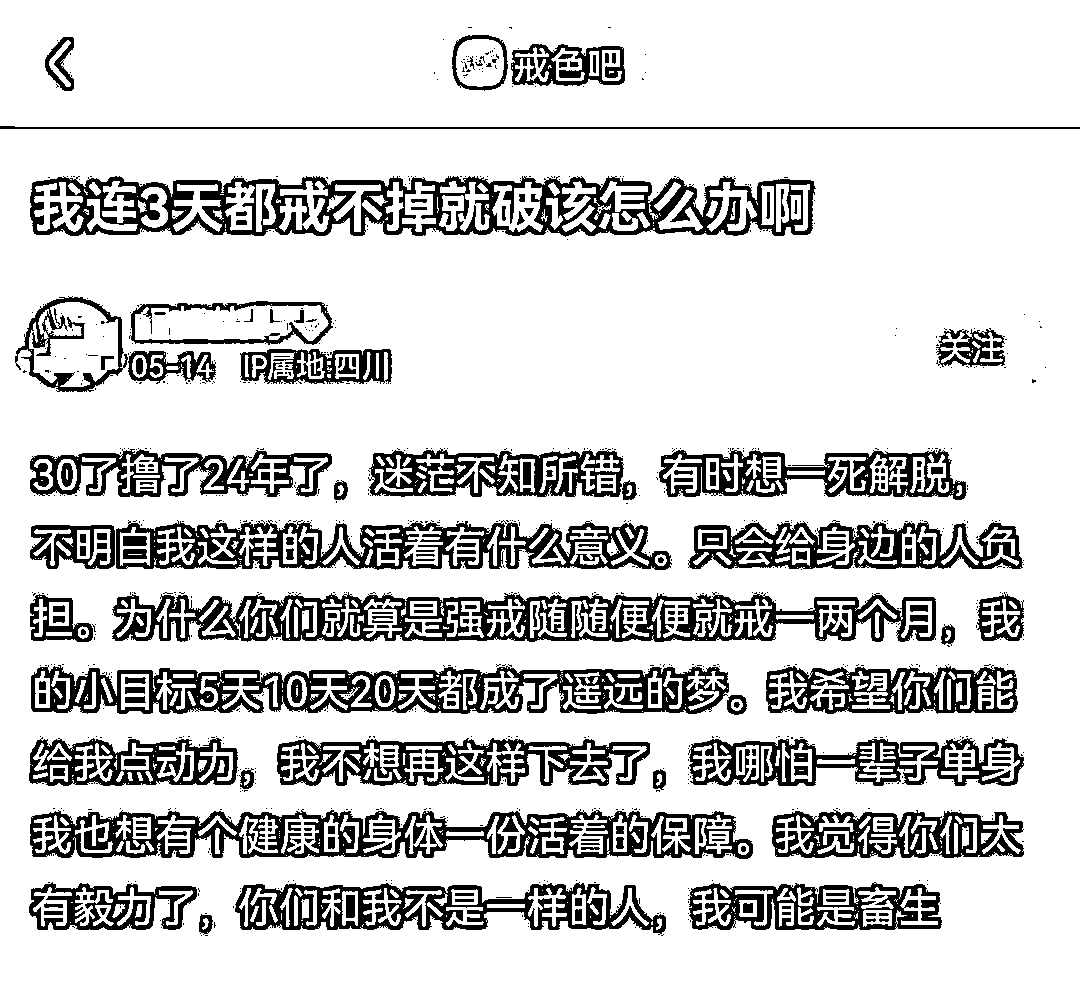 戒色吧
我连3天都戒不掉就破该怎么办啊
05-14 IP属地:四川
关注
30了撸了24年了，迷茫不知所错，有时想一死解脱，
不明白我这样的人活着有什么意义。只会给身边的人负
担。为什么你们就算是强戒随随便便就戒一两个月，我
的小目标5天10天20天都成了遥远的梦。我希望你们能
给我点动力，我不想再这样下去了，我哪怕一辈子单身
我也想有个健康的身体一份活着的保障。我觉得你们太
有毅力了，你们和我不是一样的人，我可能是畜生